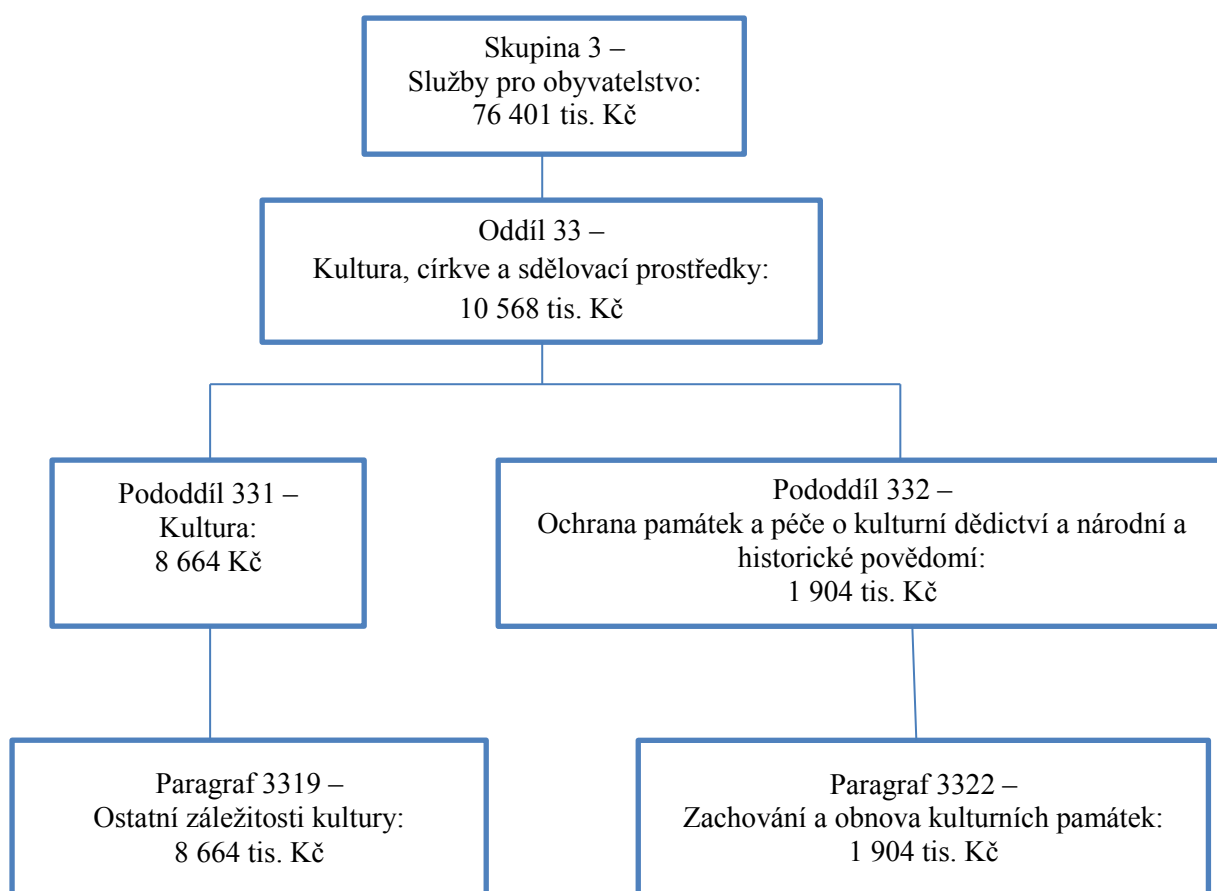 Skupina 3 –
Služby pro obyvatelstvo:
76 401 tis. Kč
Oddíl 33 –
Kultura, církve a sdělovací prostředky:
10 568 tis. Kč
Pododdíl 331 –
Kultura:
8 664 Kč
Pododdíl 332 –
Ochrana památek a péče o kulturní dědictví a národní a
historické povědomí:
1 904 tis. Kč
Paragraf 3319 –
Ostatní záležitosti kultury:
8 664 tis. Kč
Paragraf 3322 –
Zachování a obnova kulturních památek:
1 904 tis. Kč